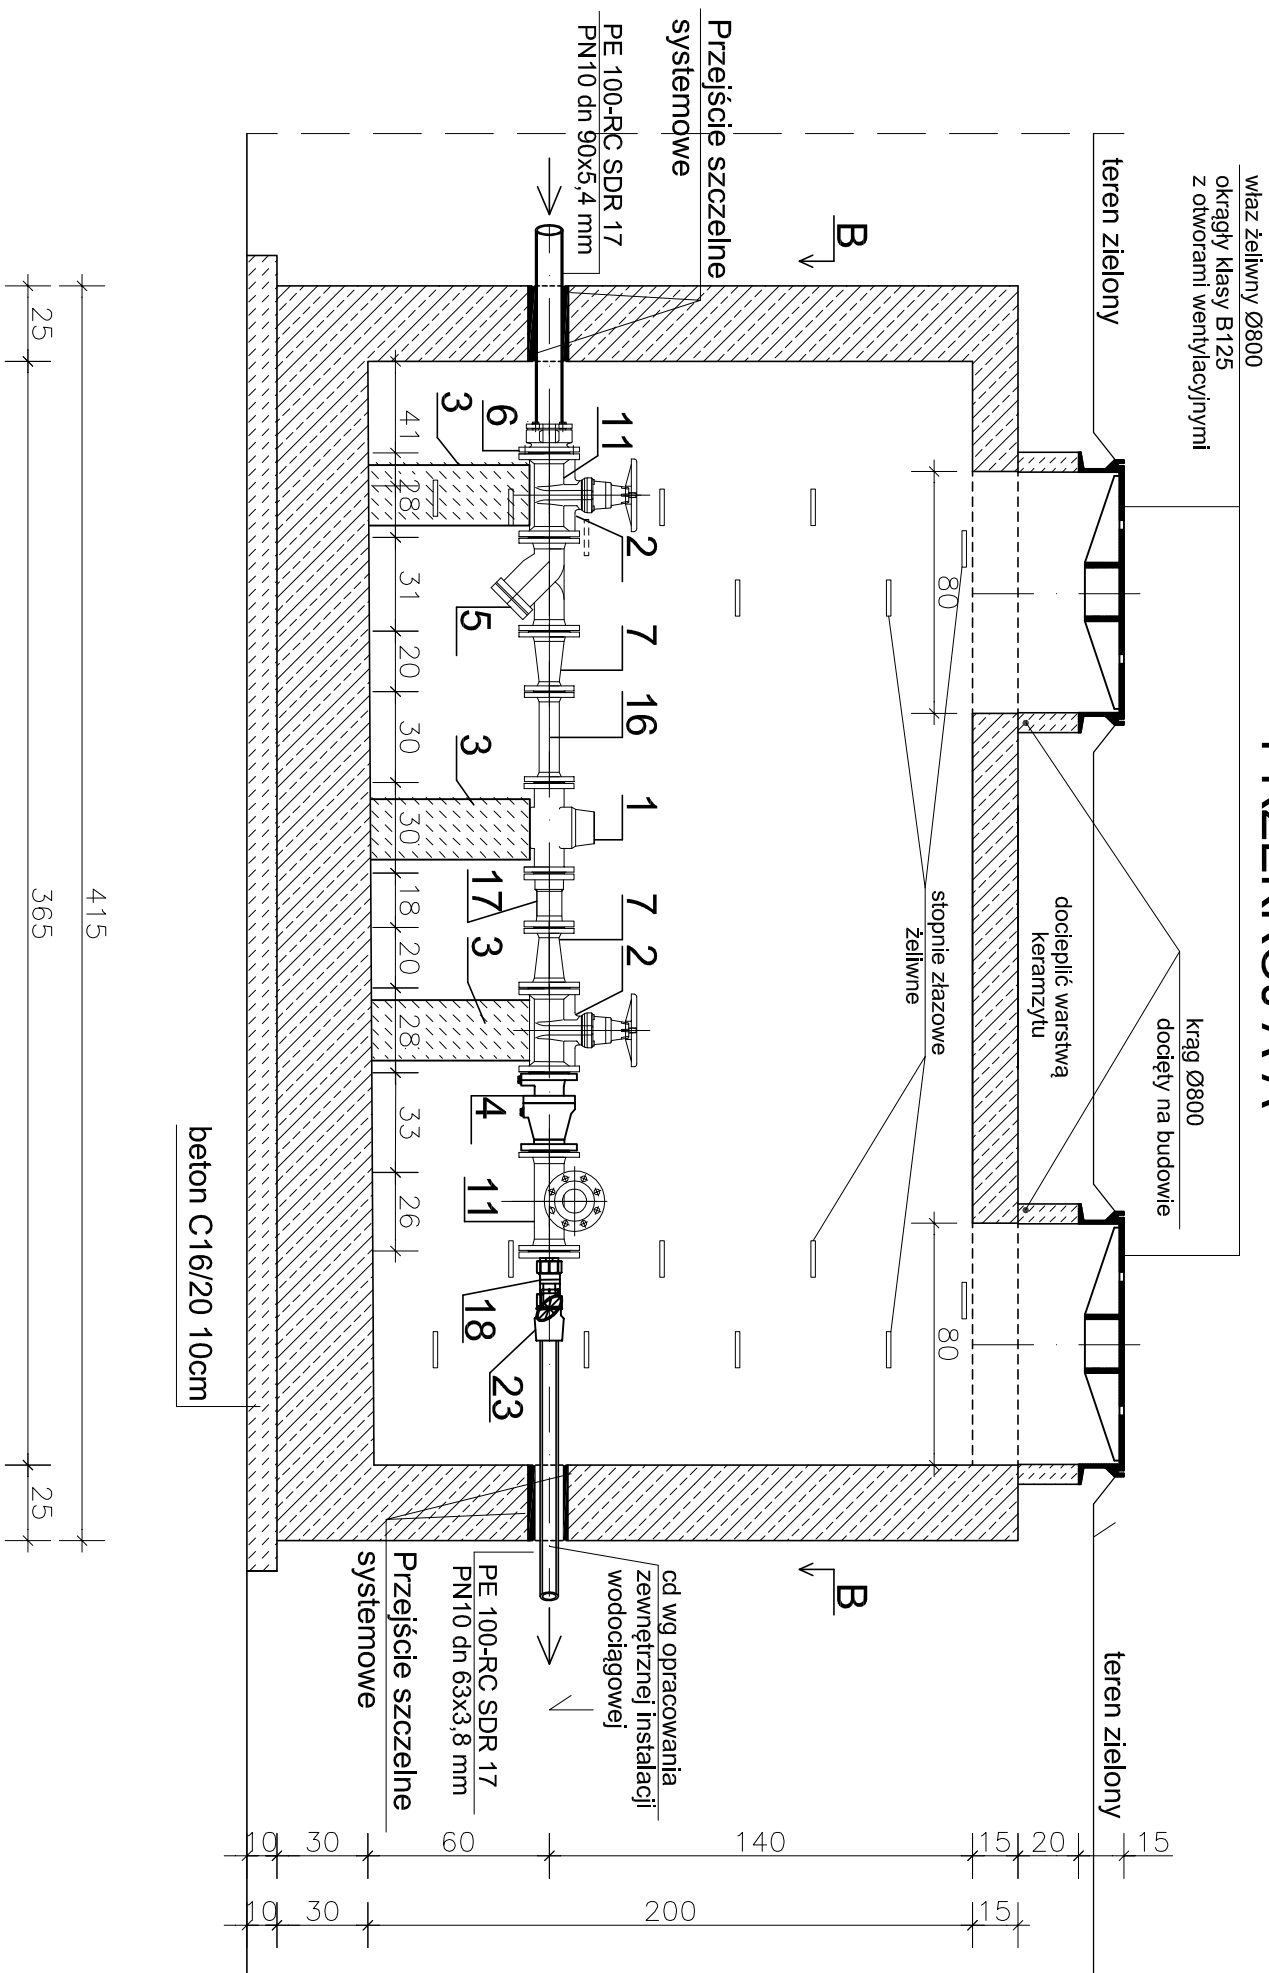 PRZEKRÓJ A-A
właz żeliwny Ø800
okrągły klasy B125
z otworami wentylacyjnymi
teren zielony
teren zielony
krąg Ø800
docięty na budowie
docieplić warstwą
keramzytu
stopnie złazowe
żeliwne
80
80
B
B
Przejście szczelne
systemowe
PE 100-RC SDR 17
PN10 dn 90x5,4 mm
cd wg opracowania
zewnętrznej instalacji
wodociągowej
PE 100-RC SDR 17
PN10 dn 63x3,8 mm
Przejście szczelne
systemowe
11
2
7
16
1
7
2
6
5
3
3
17
3
4
11
18
23
41
28
31
20
30
30
18
20
28
33
26
beton C16/20 10cm
415
25
365
25
10
30
60
140
15
20
15
10
30
200
15